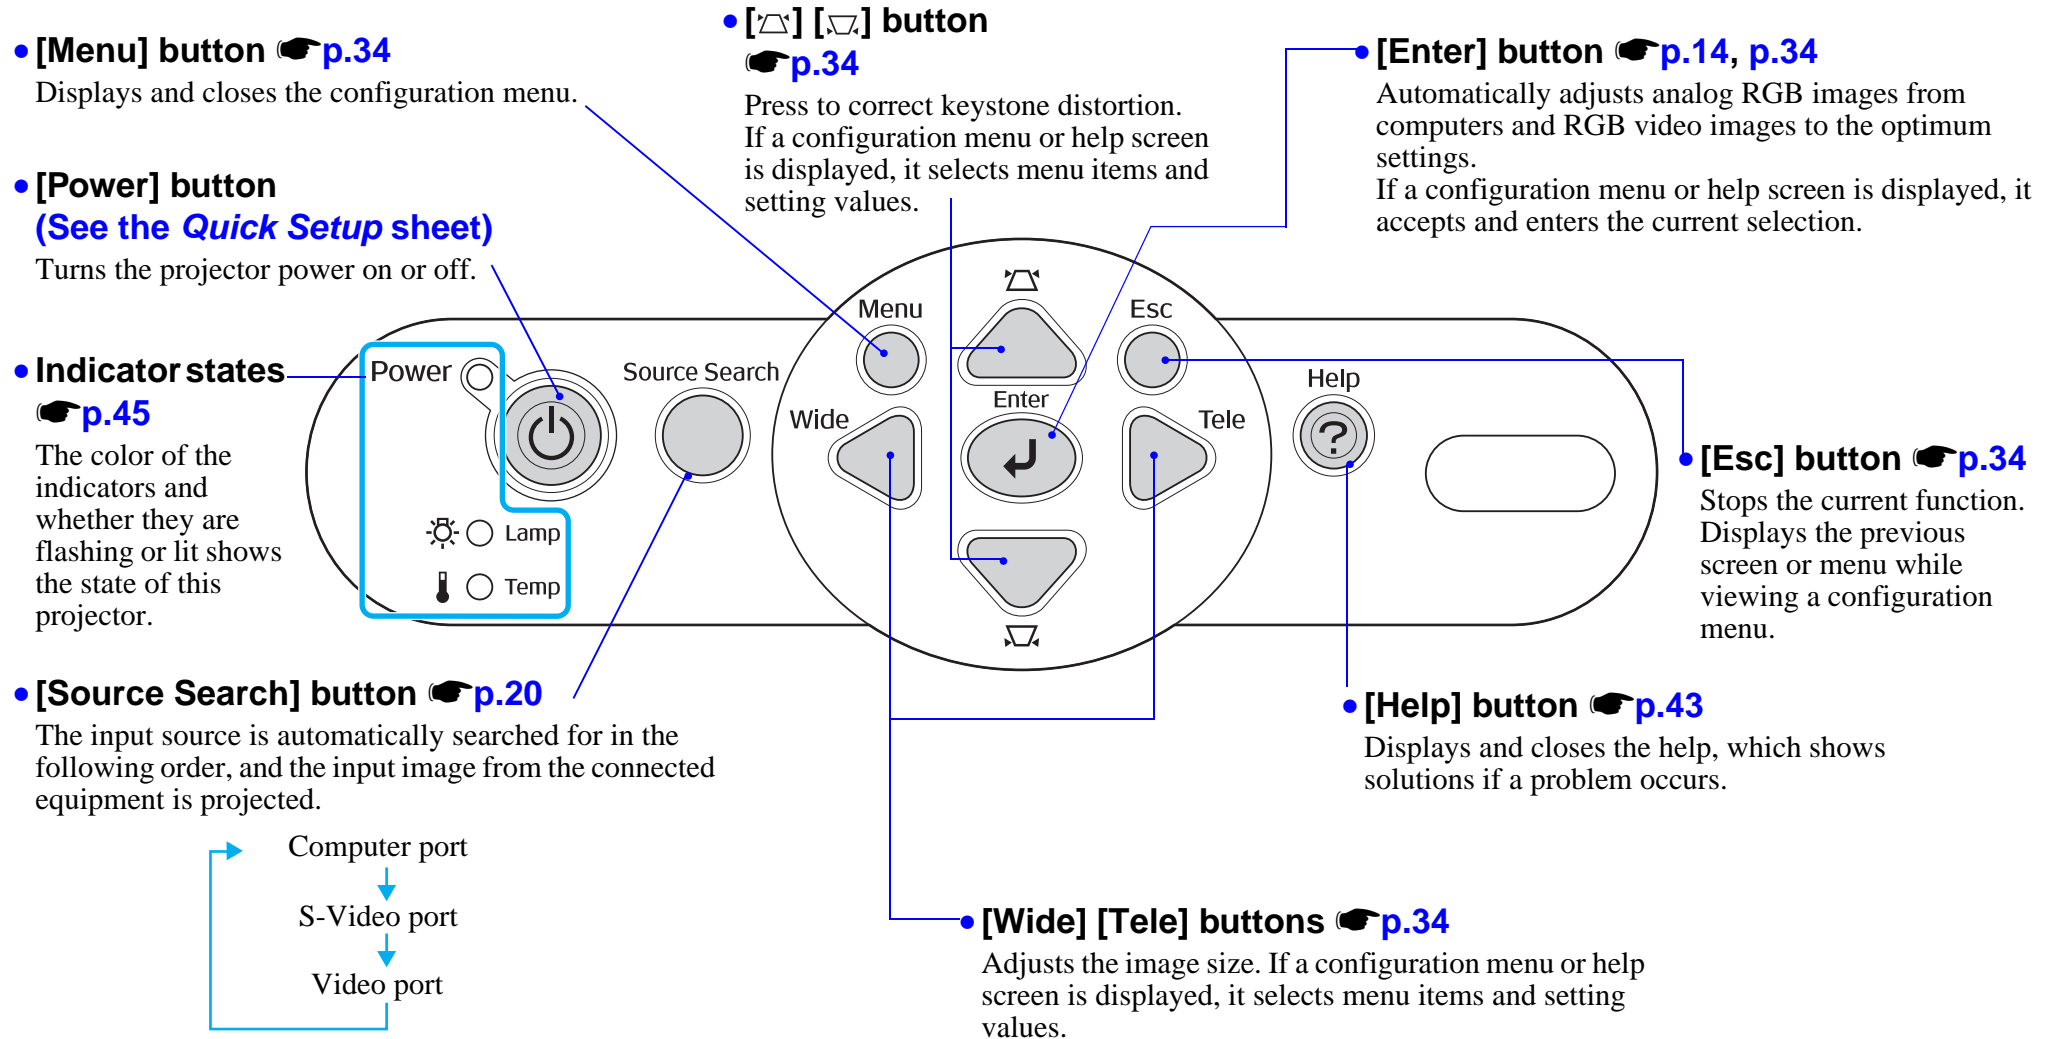 • [Menu] button ☛p.34
Displays and closes the configuration menu.
• [Power] button
(See the Quick Setup sheet)
Turns the projector power on or off.
• Indicator states
☛p.45
The color of the
indicators and
whether they are
flashing or lit shows
the state of this
projector.
• [Source Search] button ☛p.20
The input source is automatically searched for in the
following order, and the input image from the connected
equipment is projected.
Computer port
S-Video port
Video port
• [ ] [ ] button
☛p.34
Press to correct keystone distortion.
If a configuration menu or help screen
is displayed, it selects menu items and
setting values.
• [Enter] button ☛p.14, p.34
Automatically adjusts analog RGB images from
computers and RGB video images to the optimum
settings.
If a configuration menu or help screen is displayed, it
accepts and enters the current selection.
Power
Source Search
Lamp
Temp
Menu
Esc
Wide
Enter
Tele
Help
?
• [Esc] button ☛p.34
Stops the current function.
Displays the previous
screen or menu while
viewing a configuration
menu.
• [Help] button ☛p.43
Displays and closes the help, which shows
solutions if a problem occurs.
• [Wide] [Tele] buttons ☛p.34
Adjusts the image size. If a configuration menu or help
screen is displayed, it selects menu items and setting
values.